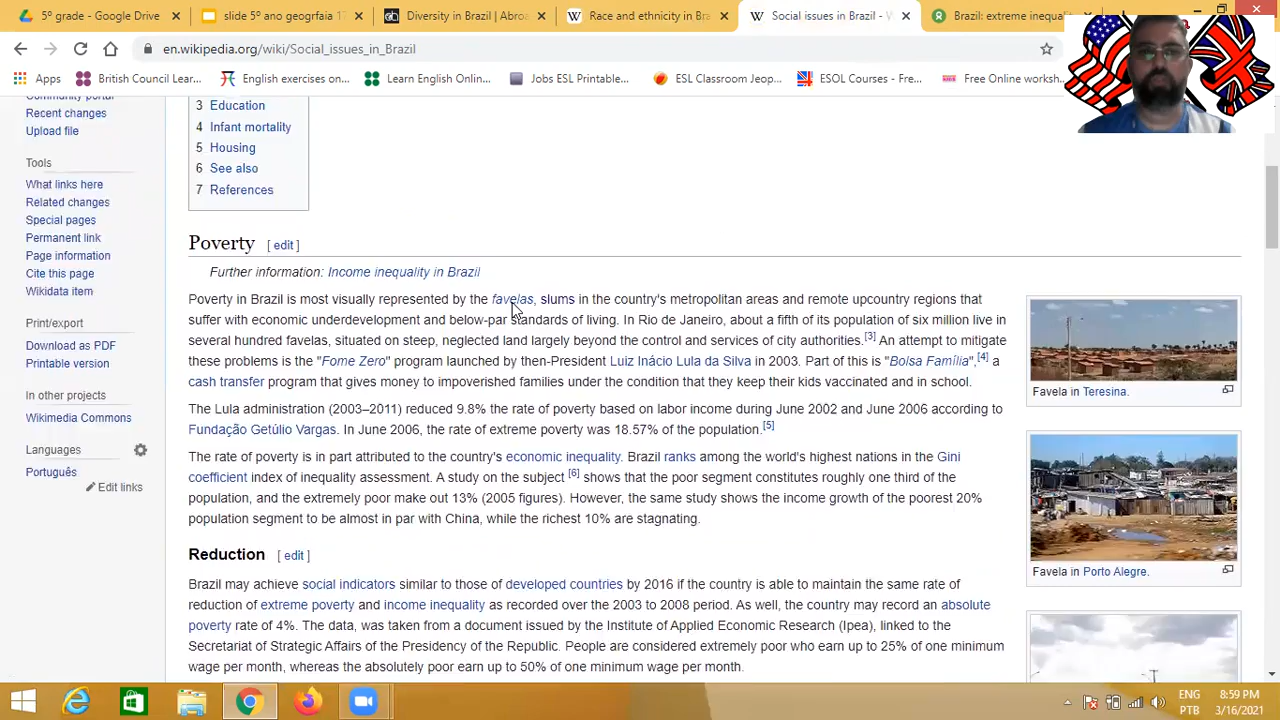 5º grade - Google Drive
slide 5º ano geogrfaia 17
Diversity in Brazil | Abroa
Race and ethnicity in B
Social issues in Brazil - W
Brazil: extreme inequal
en.wikipedia.org/wiki/Social_issues_in_Brazil
Apps
British Council Lear...
English exercises on...
Learn English Onlin...
Jobs ESL Printable...
ESL Classroom Jeop...
ESOL Courses - Fre...
Free Online worksh
Community portal
Recent changes
Upload file
Tools
What links here
Related changes
Special pages
Permanent link
Page information
Cite this page
Wikidata item
Print/export
Download as PDF
Printable version
In other projects
Wikimedia Commons
Languages
Português
Edit links
3 Education
4 Infant mortality
5 Housing
6 See also
7 References
Poverty [ edit ]
Further information: Income inequality in Brazil
Poverty in Brazil is most visually represented by the favelas, slums in the country's metropolitan areas and remote upcountry regions that
suffer with economic underdevelopment and below-par standards of living. In Rio de Janeiro, about a fifth of its population of six million live in
several hundred favelas, situated on steep, neglected land largely beyond the control and services of city authorities.[3] An attempt to mitigate
these problems is the "Fome Zero" program launched by then-President Luiz Inácio Lula da Silva in 2003. Part of this is "Bolsa Família",[4] a
cash transfer program that gives money to impoverished families under the condition that they keep their kids vaccinated and in school.
The Lula administration (2003–2011) reduced 9.8% the rate of poverty based on labor income during June 2002 and June 2006 according to
Fundação Getúlio Vargas. In June 2006, the rate of extreme poverty was 18.57% of the population.[5]
The rate of poverty is in part attributed to the country's economic inequality. Brazil ranks among the world's highest nations in the Gini
coefficient index of inequality assessment. A study on the subject [6] shows that the poor segment constitutes roughly one third of the
population, and the extremely poor make out 13% (2005 figures). However, the same study shows the income growth of the poorest 20%
population segment to be almost in par with China, while the richest 10% are stagnating.
Reduction [ edit ]
Brazil may achieve social indicators similar to those of developed countries by 2016 if the country is able to maintain the same rate of
reduction of extreme poverty and income inequality as recorded over the 2003 to 2008 period. As well, the country may record an absolute
poverty rate of 4%. The data, was taken from a document issued by the Institute of Applied Economic Research (Ipea), linked to the
Secretariat of Strategic Affairs of the Presidency of the Republic. People are considered extremely poor who earn up to 25% of one minimum
wage per month, whereas the absolutely poor earn up to 50% of one minimum wage per month.
Favela in Teresina.
Favela in Porto Alegre.
ENG
PTB
8:59 PM
3/16/2021